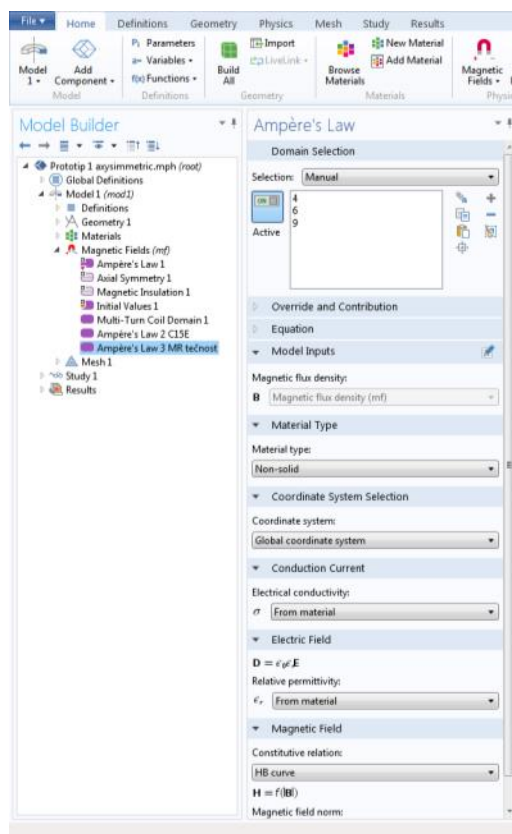 File Home Definitions Geometry Physics Mesh Study Results
Pi Parameters Import New Material
a= Variables LiveLink Add Material
Model 1 Add Component f(x) Functions Build All Browse Materials Magnetic Fields
Model Definitions Geometry Materials Physi
Model Builder
Prototip 1 axysimmetric.mph (root)
Global Definitions
Model 1 (mod1)
Definitions
Geometry 1
Materials
Magnetic Fields (mf)
Ampère's Law 1
Axial Symmetry 1
Magnetic Insulation 1
Initial Values 1
Multi-Turn Coil Domain 1
Ampère's Law 2 C15E
Ampère's Law 3 MR tečnost
Mesh 1
Study 1
Results
Ampère's Law
Domain Selection
Selection: Manual
ON
Active
4
6
9
Override and Contribution
Equation
Model Inputs
Magnetic flux density:
B Magnetic flux density (mf)
Material Type
Material type:
Non-solid
Coordinate System Selection
Coordinate system:
Global coordinate system
Conduction Current
Electrical conductivity:
σ From material
Electric Field
D = ϵ₀ϵᵣE
Relative permittivity:
ϵᵣ From material
Magnetic Field
Constitutive relation:
HB curve
H = f(|B|)
Magnetic field norm: